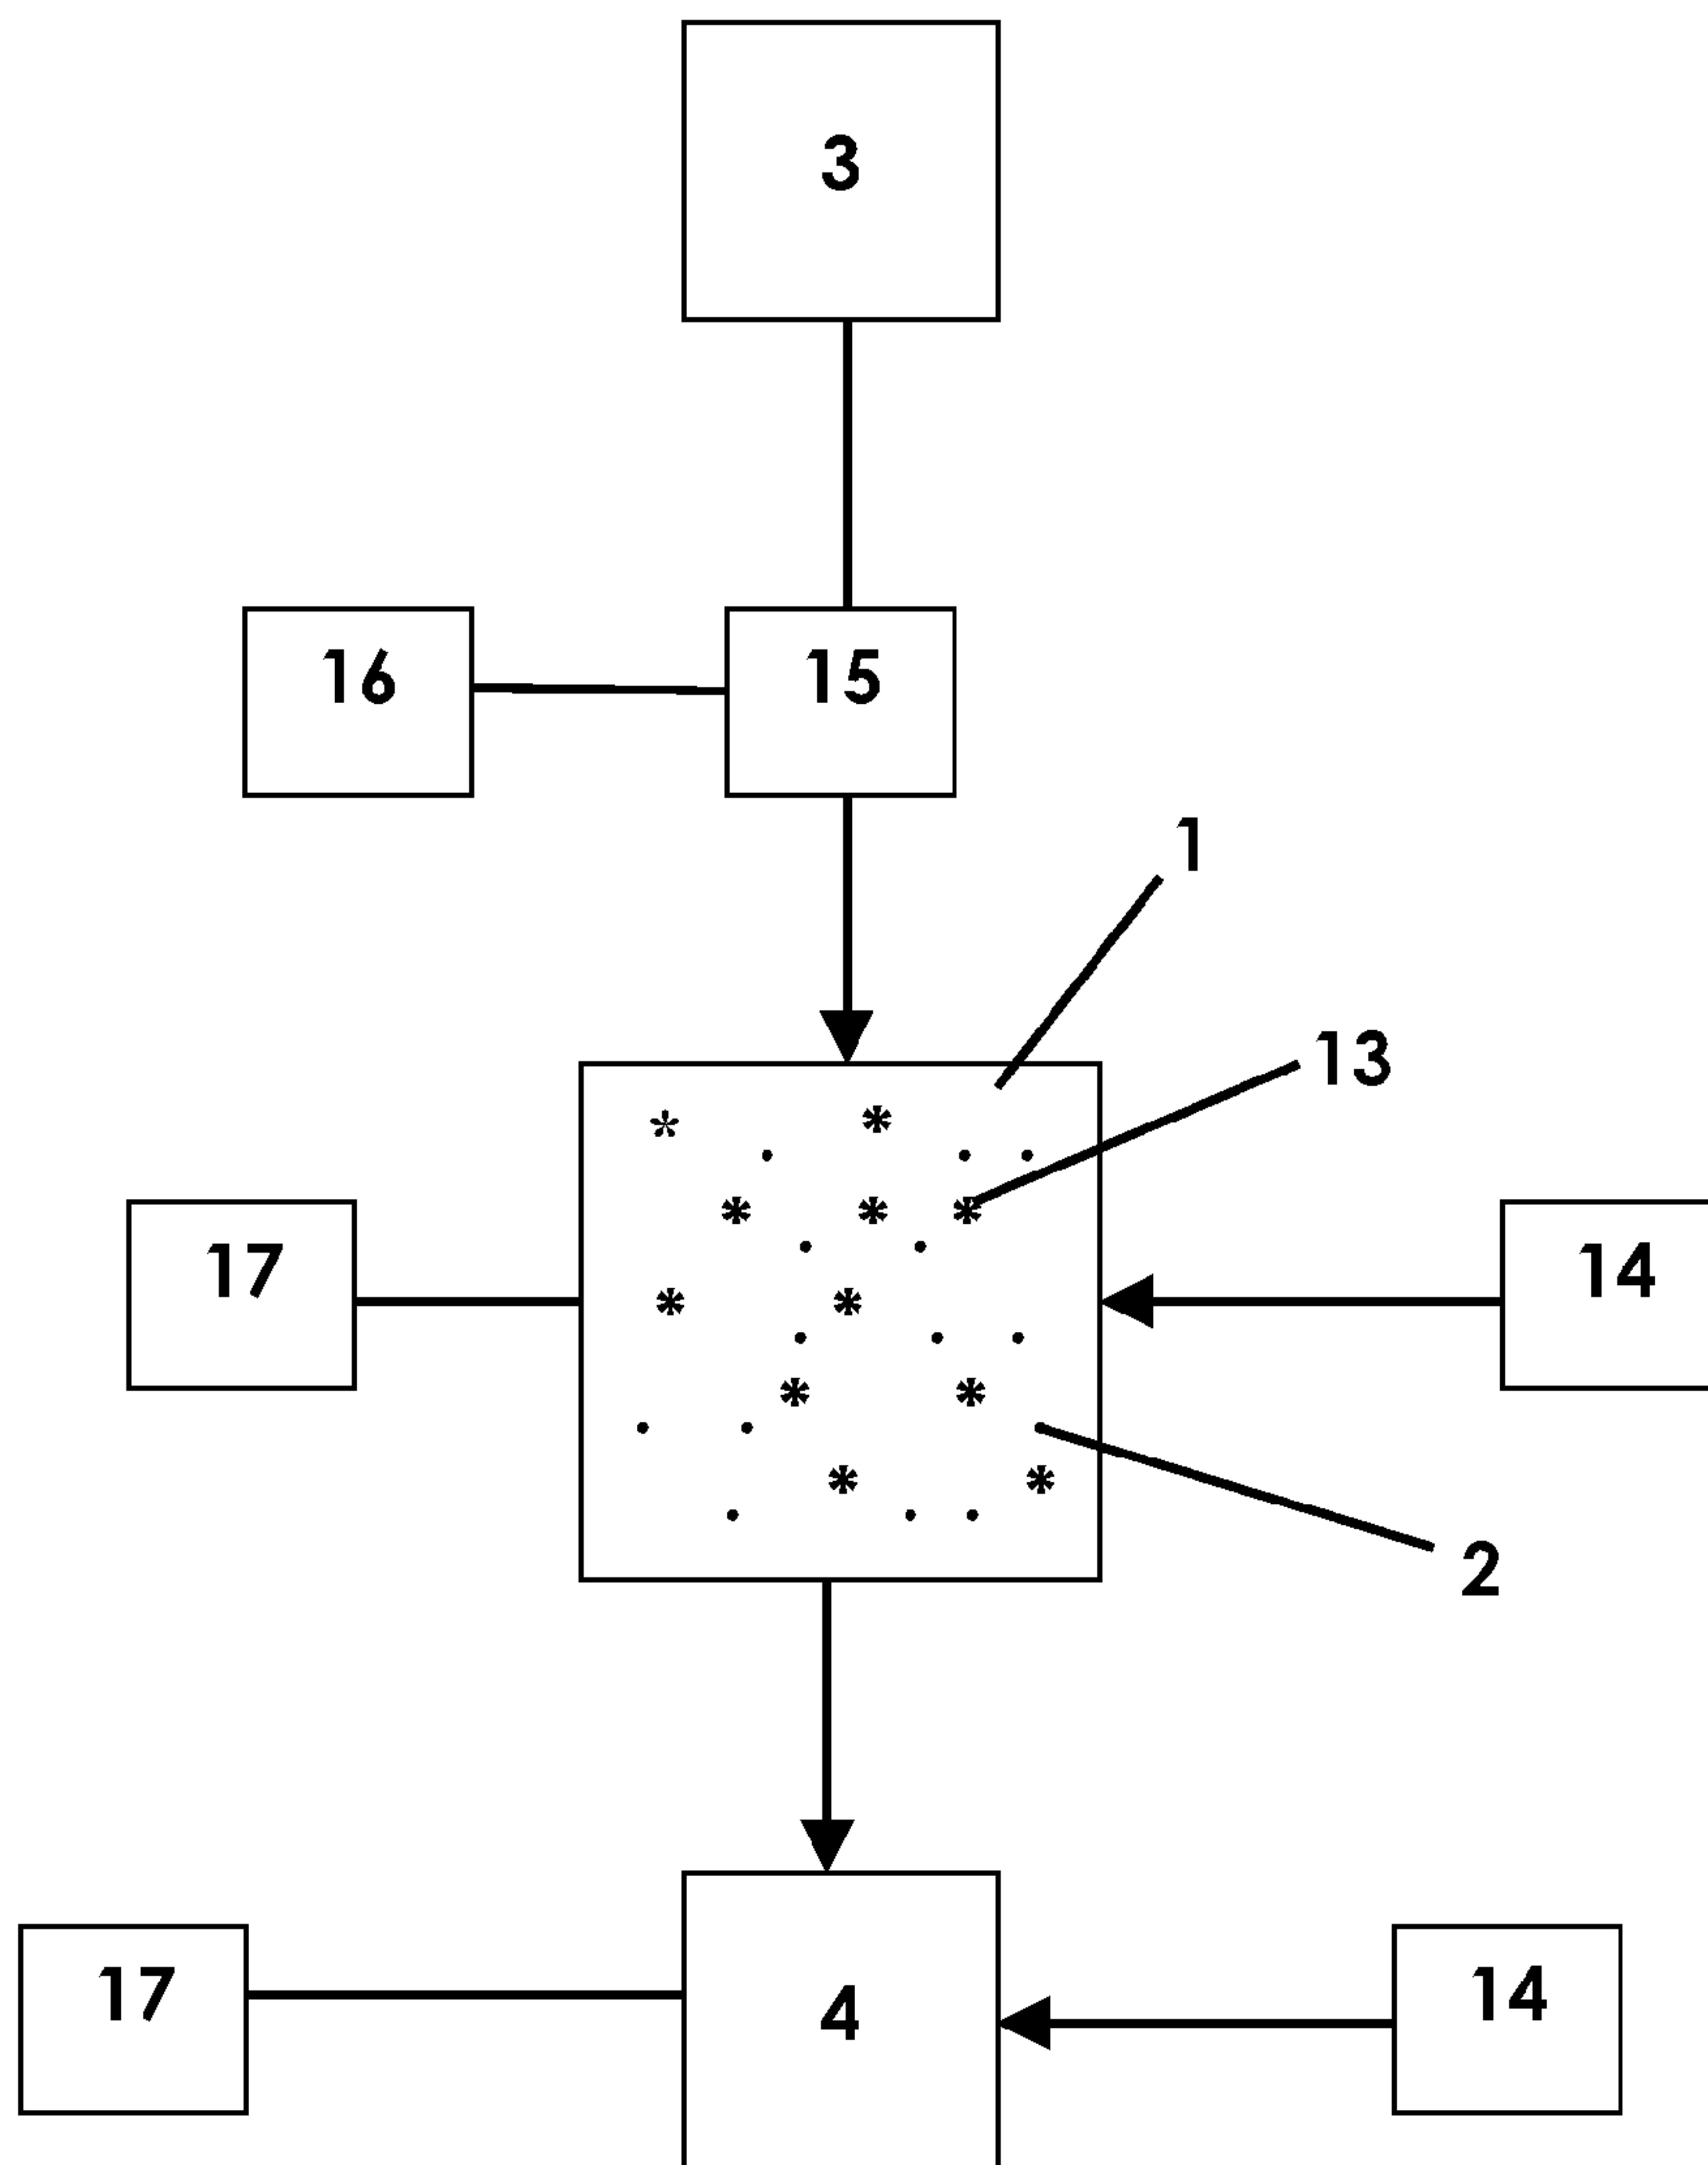 3
16 15
1
13
* *
. . .
* * *
. .
17 14
* *
. . .
* *
. . .
* *
. . .
2
17 14
4